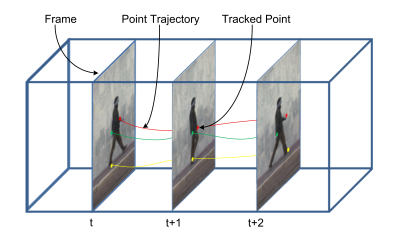 Frame
Point Trajectory
Tracked Point
t
t+1
t+2